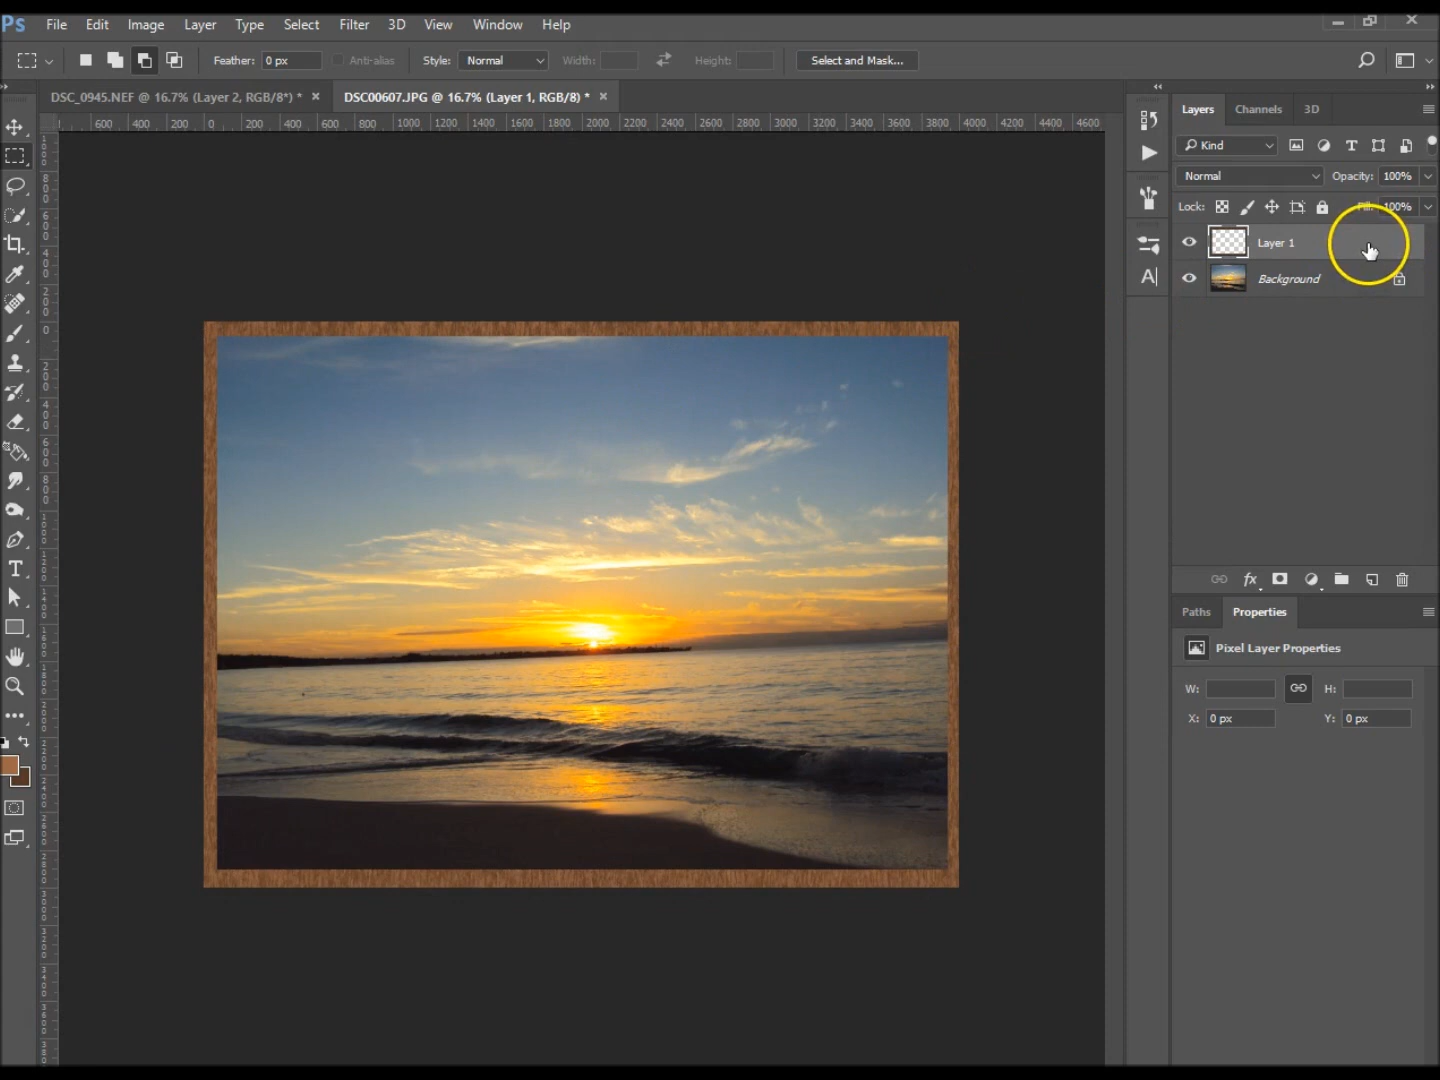 Ps File Edit Image Layer Type Select Filter 3D View Window Help
Feather: 0 px Anti-alias Style: Normal Width: Height: Select and Mask...
DSC_0945.NEF @ 16.7% (Layer 2, RGB/8*) * × DSC00607.JPG @ 16.7% (Layer 1, RGB/8) * ×
600 400 200 0 200 400 600 800 1000 1200 1400 1600 1800 2000 2200 2400 2600 2800 3000 3200 3400 3600 3800 4000 4200 4400 4600
Layers Channels 3D
Kind
Normal Opacity: 100%
Lock: Fill: 100%
Layer 1
Background
fx
Paths Properties
Pixel Layer Properties
W: H:
X: 0 px Y: 0 px